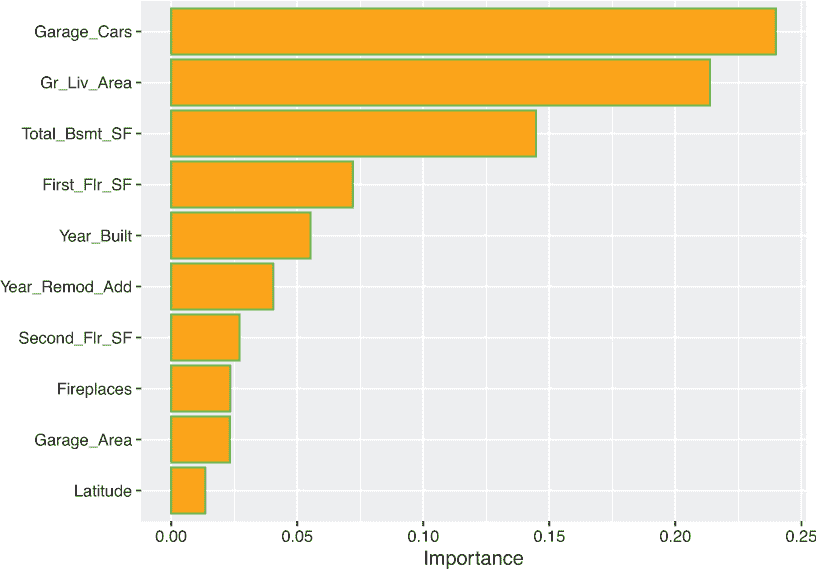 Garage_Cars
Gr_Liv_Area
Total_Bsmt_SF
First_Flr_SF
Year_Built
Year_Remod_Add
Second_Flr_SF
Fireplaces
Garage_Area
Latitude
0.00 0.05 0.10 0.15 0.20 0.25
Importance